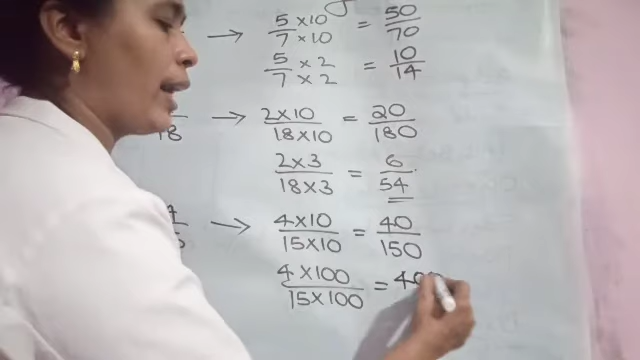 → 5 × 10 / 7 × 10 = 50/70
5 × 2 / 7 × 2 = 10/14
18 → 2 × 10 / 18 × 10 = 20/180
2 × 3 / 18 × 3 = 6/54
→ 4 × 10 / 15 × 10 = 40/150
4 × 100 / 15 × 100 = 40